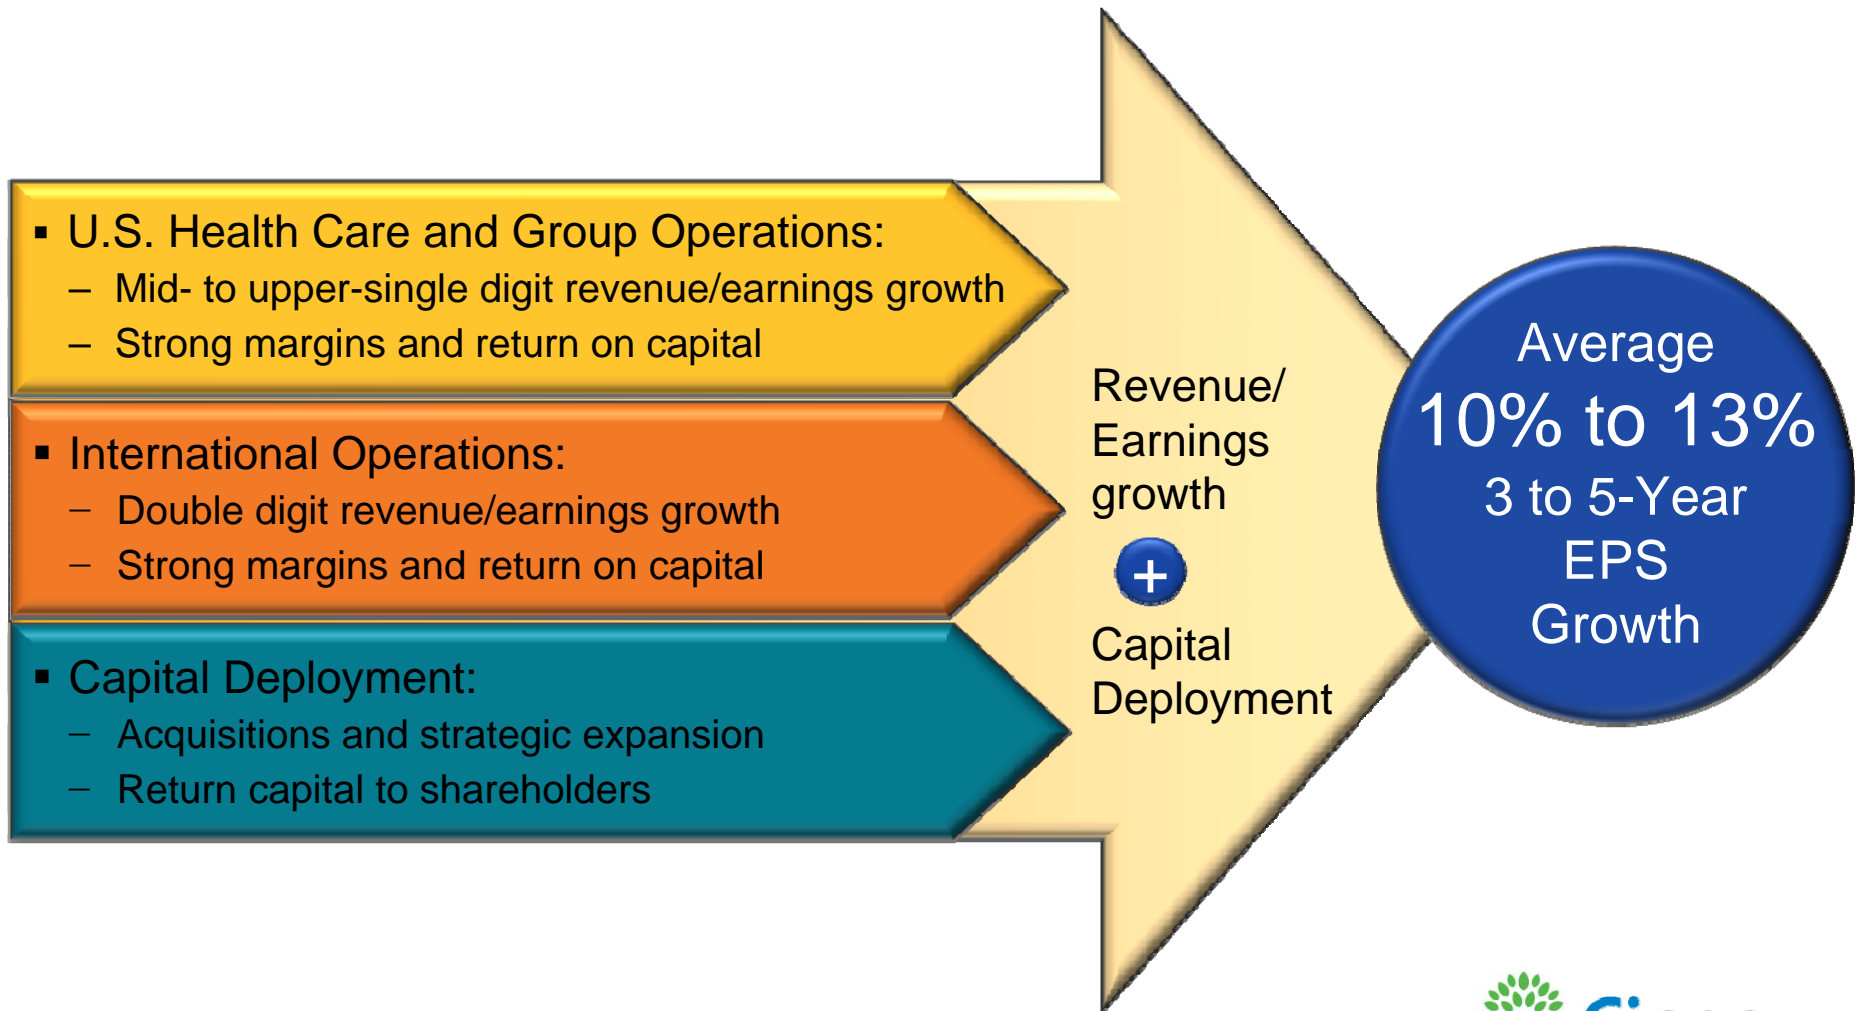 ▪ U.S. Health Care and Group Operations:
– Mid- to upper-single digit revenue/earnings growth
– Strong margins and return on capital
▪ International Operations:
– Double digit revenue/earnings growth
– Strong margins and return on capital
▪ Capital Deployment:
– Acquisitions and strategic expansion
– Return capital to shareholders
Revenue/
Earnings
growth
+
Capital
Deployment
Average
10% to 13%
3 to 5-Year
EPS
Growth